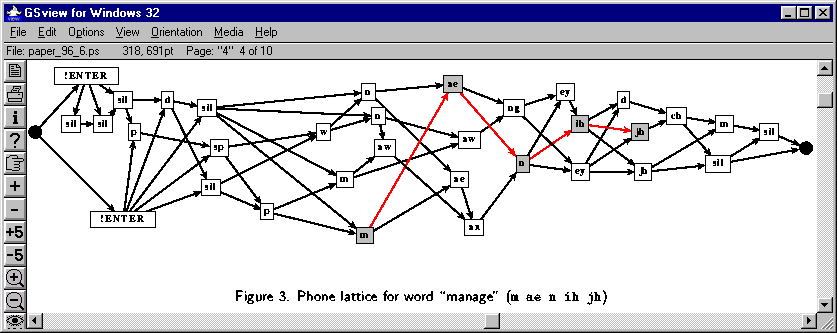 GSview for Windows 32
File Edit Options View Orientation Media Help
File: paper_96_6.ps 318, 691pt Page: "4" 4 of 10
!ENTER
sil sil sil
p
d
sil
sp
sil
p
w
m
n
n
aw
m
ae
ae
aw
ax
ng
n
ey
ih
ey
d
jh
jh
ch
m
sil
sil
!ENTER
i
?
+
-
+5
-5
Figure 3. Phone lattice for word "manage" (m ae n ih jh)